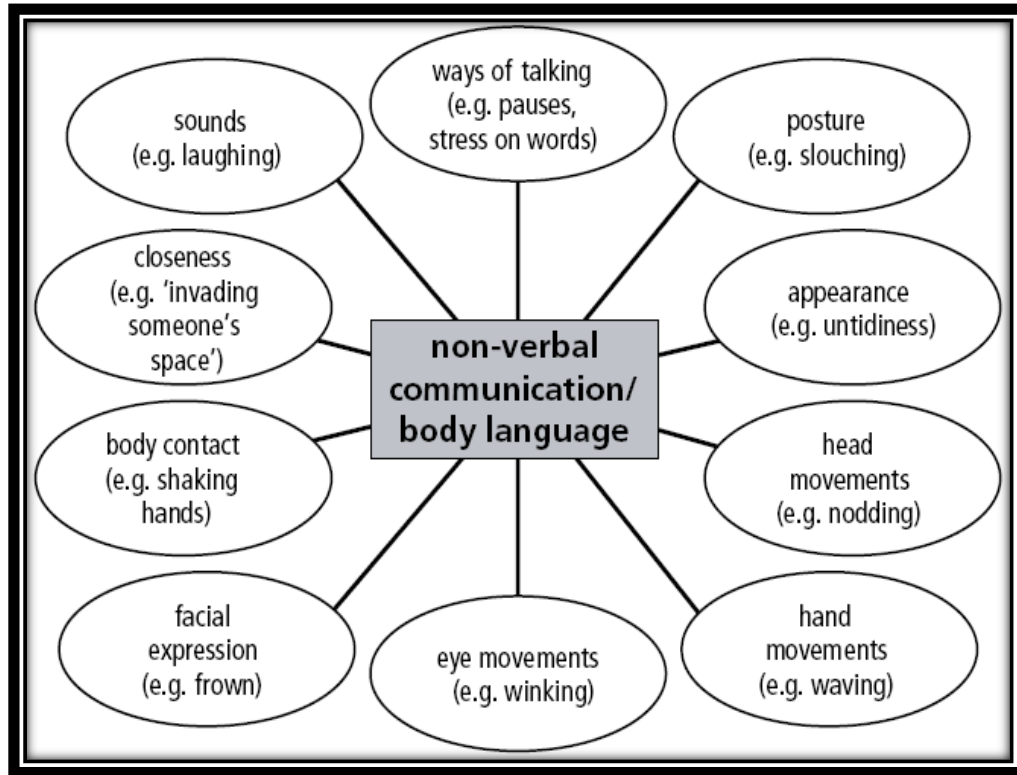 ways of talking
(e.g. pauses,
stress on words)
sounds
(e.g. laughing)
posture
(e.g. slouching)
closeness
(e.g. 'invading
someone's
space')
appearance
(e.g. untidiness)
non-verbal
communication/
body language
body contact
(e.g. shaking
hands)
head
movements
(e.g. nodding)
facial
expression
(e.g. frown)
eye movements
(e.g. winking)
hand
movements
(e.g. waving)